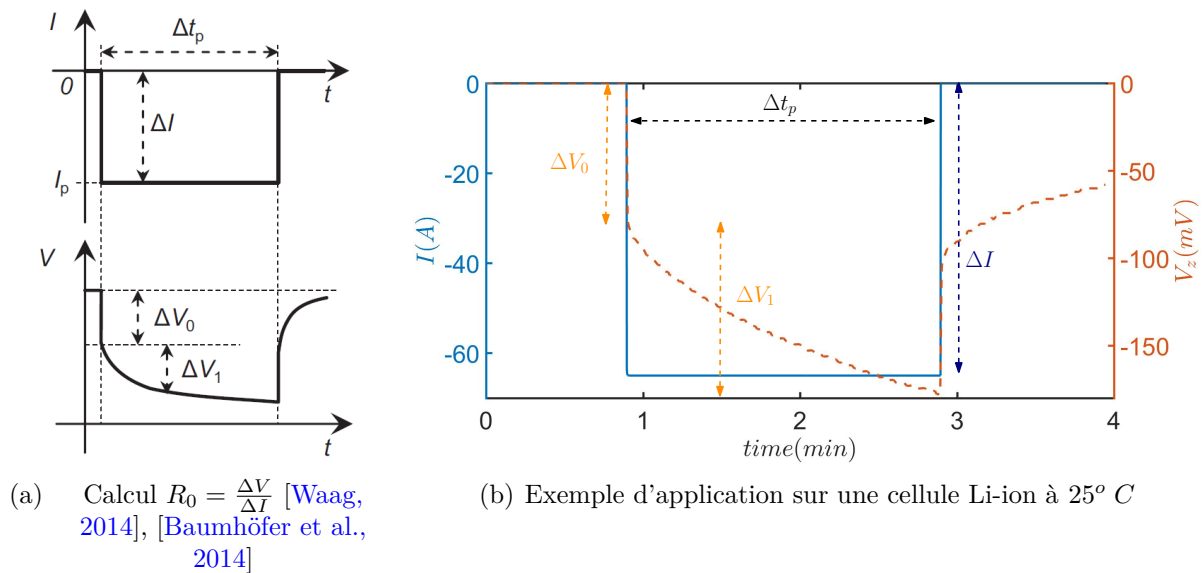 I
Δtp
0
t
ΔI
Ip
V
ΔV0
ΔV1
t
0
-20
-40
-60
I(A)
ΔV0
Δtp
ΔV1
ΔI
0
-50
-100
-150
Vz(mV)
0
1
2
3
4
time(min)
(a) Calcul R0 = ΔV/ΔI [Waag,
2014], [Baumhöfer et al.,
2014]
(b) Exemple d'application sur une cellule Li-ion à 25° C